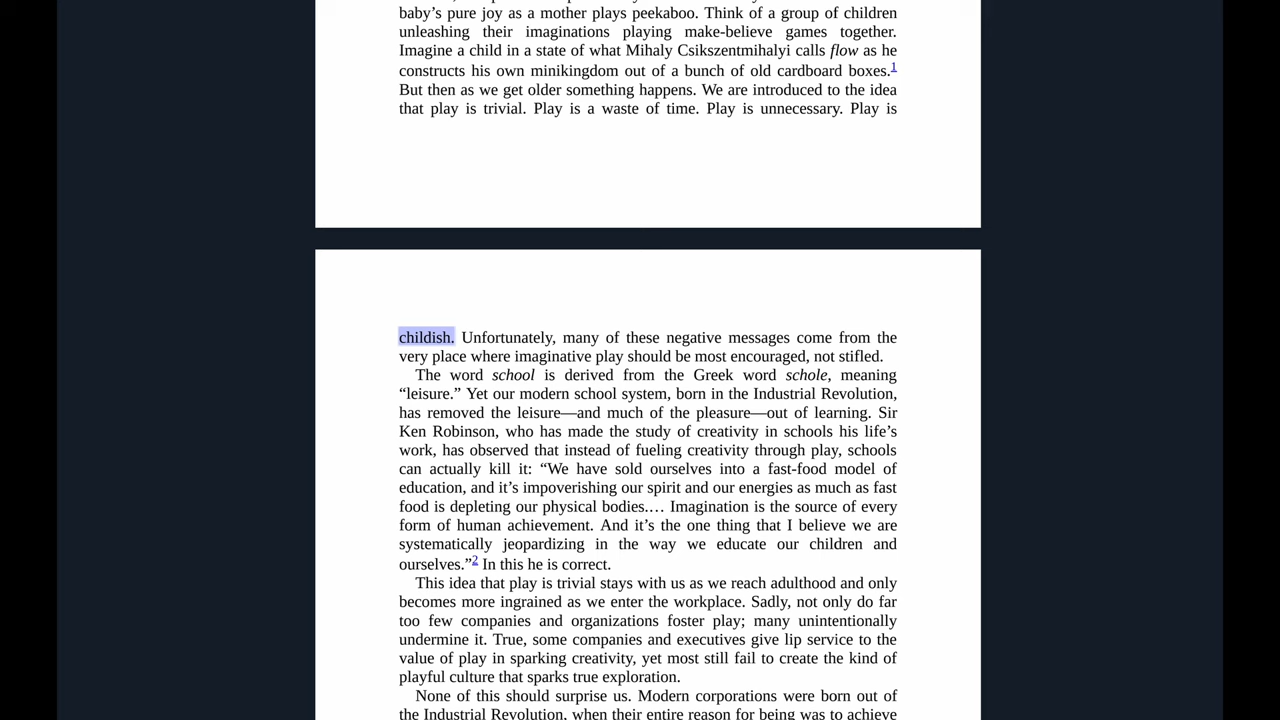 baby’s pure joy as a mother plays peekaboo. Think of a group of children
unleashing their imaginations playing make-believe games together.
Imagine a child in a state of what Mihaly Csikszentmihalyi calls flow as he
constructs his own minikingdom out of a bunch of old cardboard boxes.1
But then as we get older something happens. We are introduced to the idea
that play is trivial. Play is a waste of time. Play is unnecessary. Play is
childish. Unfortunately, many of these negative messages come from the
very place where imaginative play should be most encouraged, not stifled.
The word school is derived from the Greek word schole, meaning
“leisure.” Yet our modern school system, born in the Industrial Revolution,
has removed the leisure—and much of the pleasure—out of learning. Sir
Ken Robinson, who has made the study of creativity in schools his life’s
work, has observed that instead of fueling creativity through play, schools
can actually kill it: “We have sold ourselves into a fast-food model of
education, and it’s impoverishing our spirit and our energies as much as fast
food is depleting our physical bodies.… Imagination is the source of every
form of human achievement. And it’s the one thing that I believe we are
systematically jeopardizing in the way we educate our children and
ourselves.”2 In this he is correct.
This idea that play is trivial stays with us as we reach adulthood and only
becomes more ingrained as we enter the workplace. Sadly, not only do far
too few companies and organizations foster play; many unintentionally
undermine it. True, some companies and executives give lip service to the
value of play in sparking creativity, yet most still fail to create the kind of
playful culture that sparks true exploration.
None of this should surprise us. Modern corporations were born out of
the Industrial Revolution, when their entire reason for being was to achieve